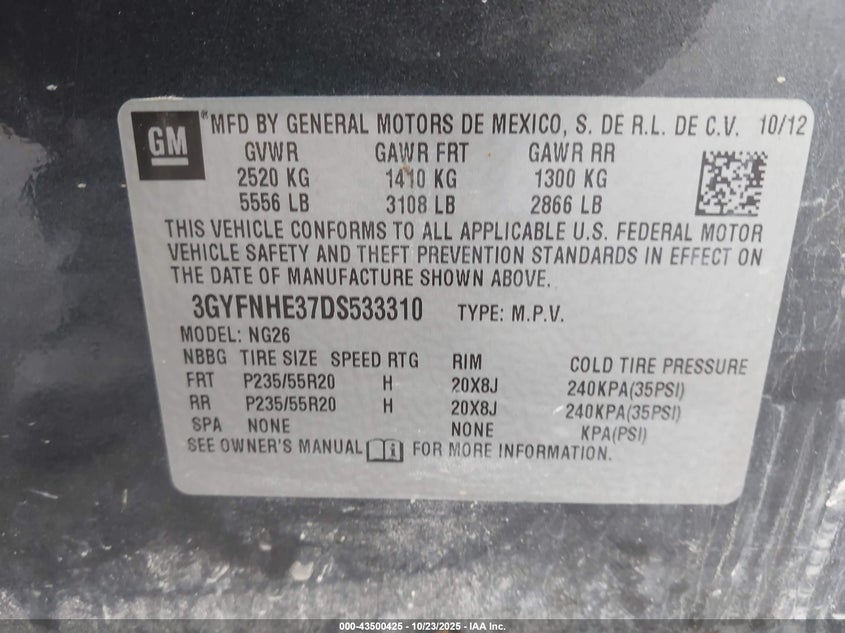 GM
® MFD BY GENERAL MOTORS DE MEXICO, S. DE R.L. DE C.V. 10/12
GVWR GAWR FRT GAWR RR
2520 KG 1410 KG 1300 KG
5556 LB 3108 LB 2866 LB
THIS VEHICLE CONFORMS TO ALL APPLICABLE U.S. FEDERAL MOTOR
VEHICLE SAFETY AND THEFT PREVENTION STANDARDS IN EFFECT ON
THE DATE OF MANUFACTURE SHOWN ABOVE.
3GYFNHE37DS533310 TYPE: M.P.V.
MODEL: NG26
NBBG TIRE SIZE SPEED RTG RIM COLD TIRE PRESSURE
FRT P235/55R20 H 20X8J 240KPA(35PSI)
RR P235/55R20 H 20X8J 240KPA(35PSI)
SPA NONE NONE KPA(PSI)
SEE OWNER'S MANUAL i FOR MORE INFORMATION.
000-43500425 - 10/23/2025 - IAA Inc.